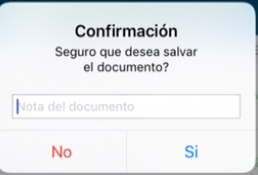 Confirmación
Seguro que desea salvar
el documento?
Nota del documento
No
Si